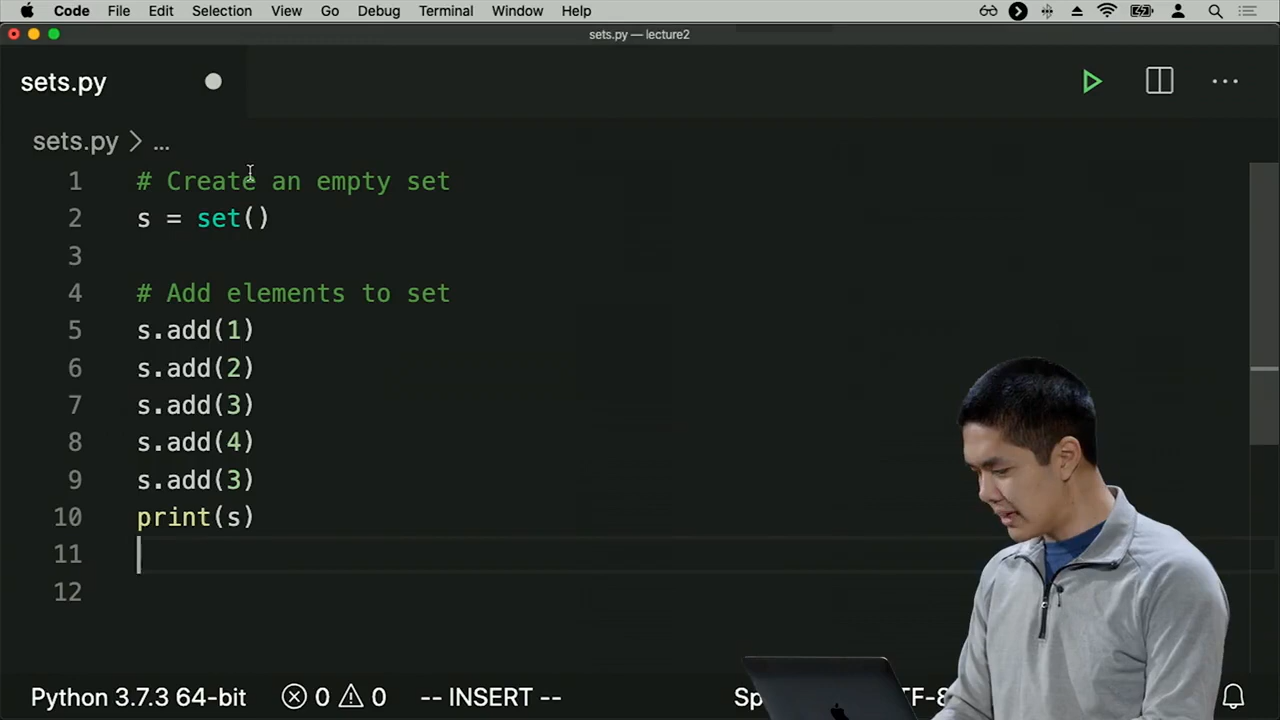 Code File Edit Selection View Go Debug Terminal Window Help
sets.py — lecture2
sets.py
sets.py > ...
1 # Create an empty set
2 s = set()
3
4 # Add elements to set
5 s.add(1)
6 s.add(2)
7 s.add(3)
8 s.add(4)
9 s.add(3)
10 print(s)
11
12
Python 3.7.3 64-bit 0 0 -- INSERT --